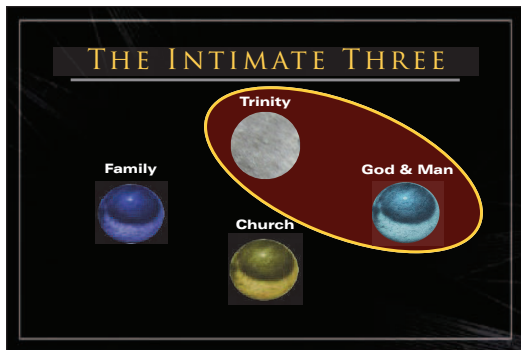 THE INTIMATE THREE
Trinity
Family
God & Man
Church